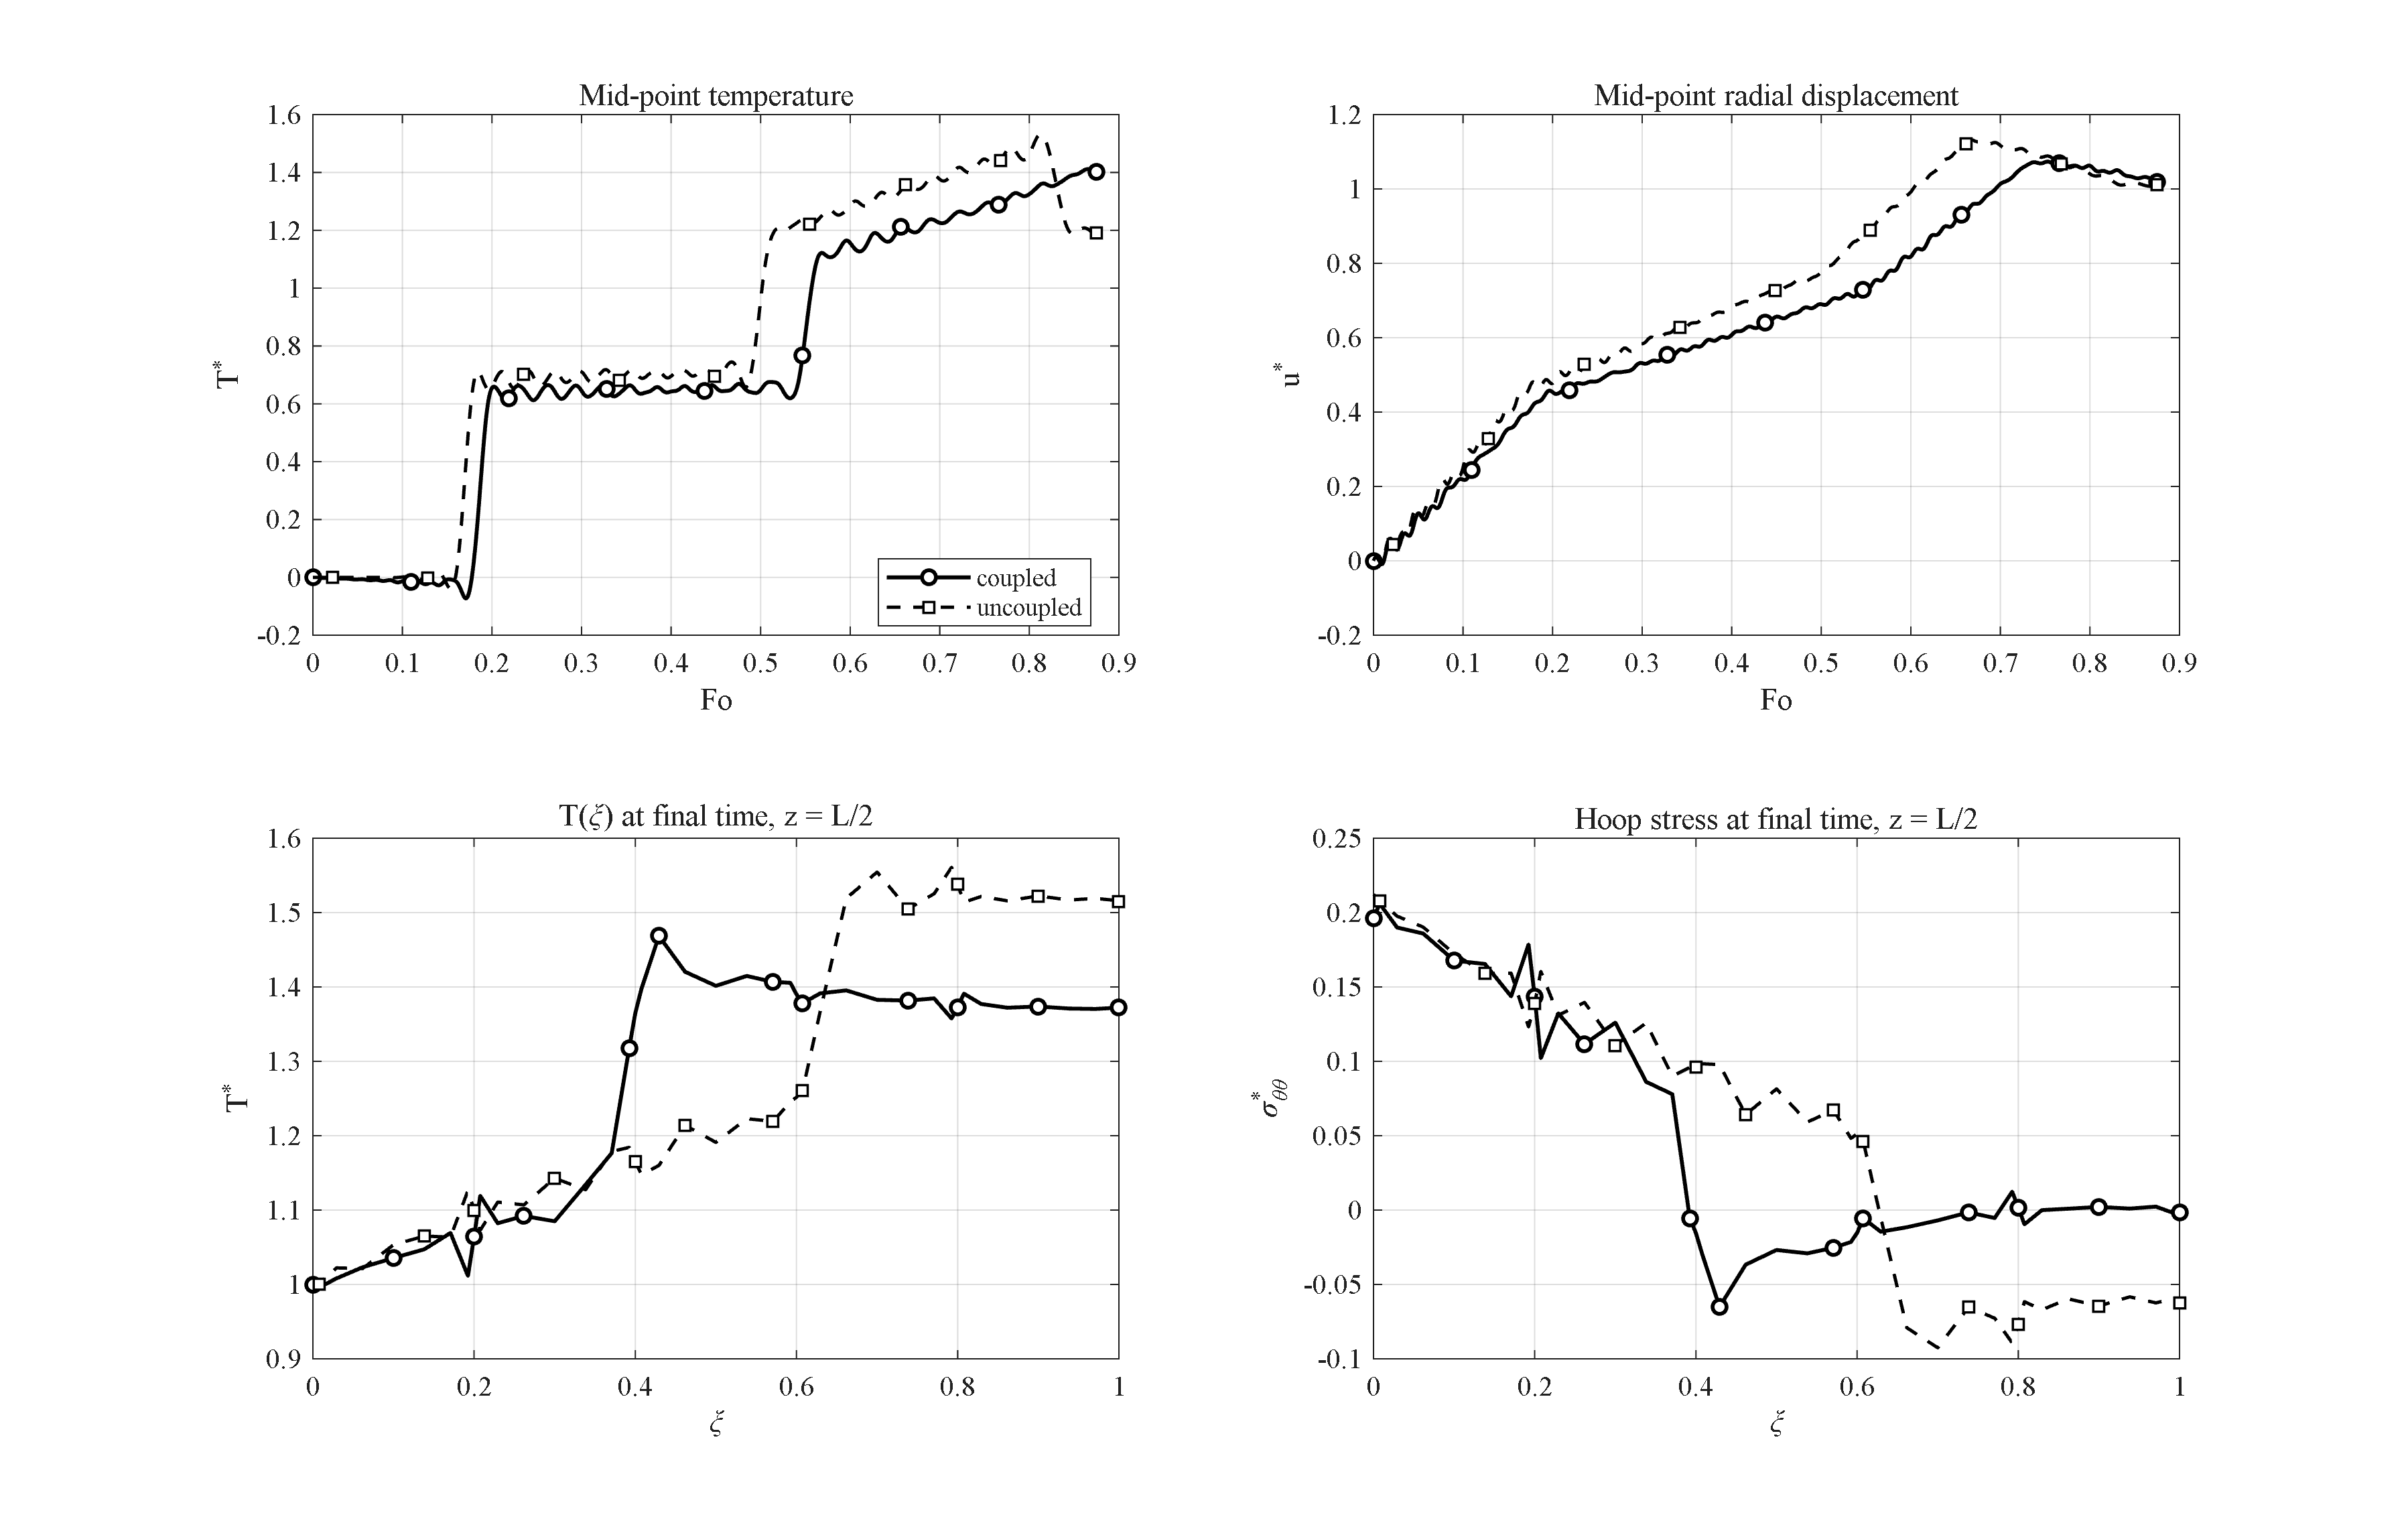 Mid-point temperature
1.6
1.4
1.2
1
0.8
0.6
0.4
0.2
0
-0.2
T*
0 0.1 0.2 0.3 0.4 0.5 0.6 0.7 0.8 0.9
Fo
coupled
uncoupled
Mid-point radial displacement
1.2
1
0.8
0.6
0.4
0.2
0
-0.2
u*
0 0.1 0.2 0.3 0.4 0.5 0.6 0.7 0.8 0.9
Fo
T(ξ) at final time, z = L/2
1.6
1.5
1.4
1.3
1.2
1.1
1
0.9
T*
0 0.2 0.4 0.6 0.8 1
ξ
Hoop stress at final time, z = L/2
0.25
0.2
0.15
0.1
0.05
0
-0.05
-0.1
σ*θθ
0 0.2 0.4 0.6 0.8 1
ξ